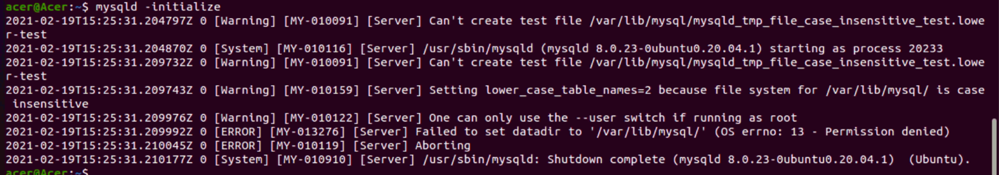 acer@Acer:~$ mysqld -initialize
2021-02-19T15:25:31.204797Z 0 [Warning] [MY-010091] [Server] Can't create test file /var/lib/mysql/mysqld_tmp_file_case_insensitive_test.lowe
r-test
2021-02-19T15:25:31.204870Z 0 [System] [MY-010116] [Server] /usr/sbin/mysqld (mysqld 8.0.23-0ubuntu0.20.04.1) starting as process 20233
2021-02-19T15:25:31.209732Z 0 [Warning] [MY-010091] [Server] Can't create test file /var/lib/mysql/mysqld_tmp_file_case_insensitive_test.lowe
r-test
2021-02-19T15:25:31.209743Z 0 [Warning] [MY-010159] [Server] Setting lower_case_table_names=2 because file system for /var/lib/mysql/ is case
 insensitive
2021-02-19T15:25:31.209976Z 0 [Warning] [MY-010122] [Server] One can only use the --user switch if running as root
2021-02-19T15:25:31.209992Z 0 [ERROR] [MY-013276] [Server] Failed to set datadir to '/var/lib/mysql/' (OS errno: 13 - Permission denied)
2021-02-19T15:25:31.210045Z 0 [ERROR] [MY-010119] [Server] Aborting
2021-02-19T15:25:31.210177Z 0 [System] [MY-010910] [Server] /usr/sbin/mysqld: Shutdown complete (mysqld 8.0.23-0ubuntu0.20.04.1)  (Ubuntu).
acer@Acer:~$